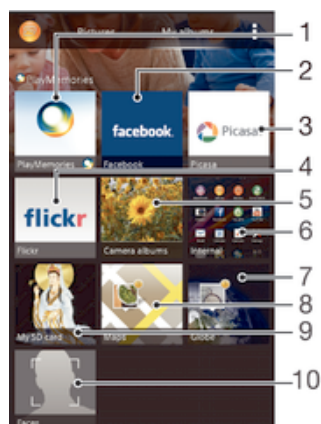 Pictures My albums
PlayMemories
1
2
facebook.
Picasa
3
PlayMemories Facebook Picasa
4
flickr
5
6
Flickr Camera albums Internal
7
8
My SD card Maps Globe
9
10
Faces